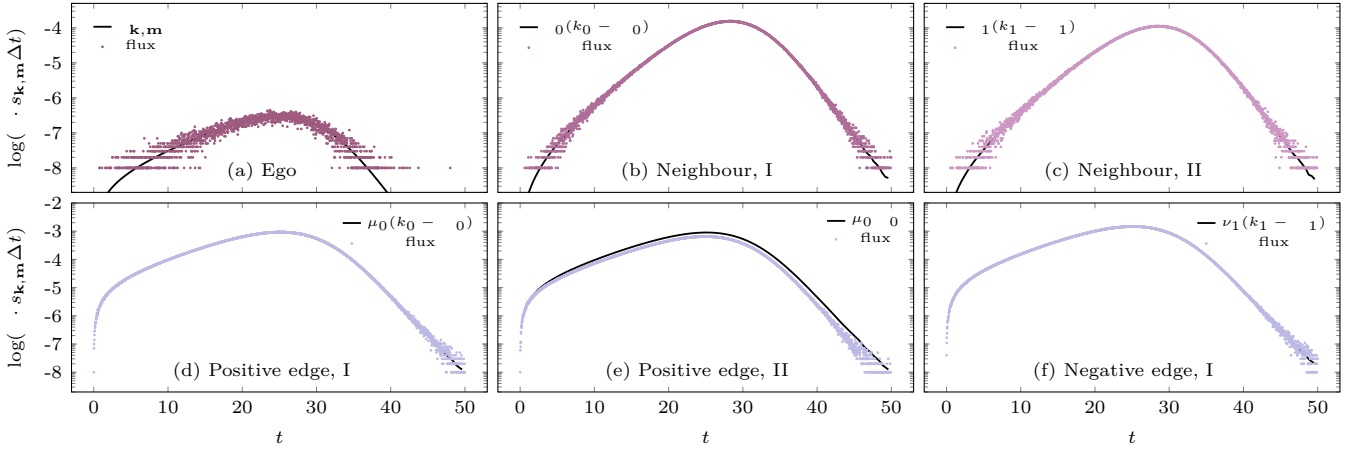 log( · s_k,m Δt)
-4
-5
-6
-7
-8
k,m
flux
(a) Ego
0(k0 − 0)
flux
(b) Neighbour, I
1(k1 − 1)
flux
(c) Neighbour, II
log( · s_k,m Δt)
-2
-3
-4
-5
-6
-7
-8
μ0(k0 − 0)
flux
(d) Positive edge, I
μ0 0
flux
(e) Positive edge, II
ν1(k1 − 1)
flux
(f) Negative edge, I
0 10 20 30 40 50
0 10 20 30 40 50
0 10 20 30 40 50
t
t
t